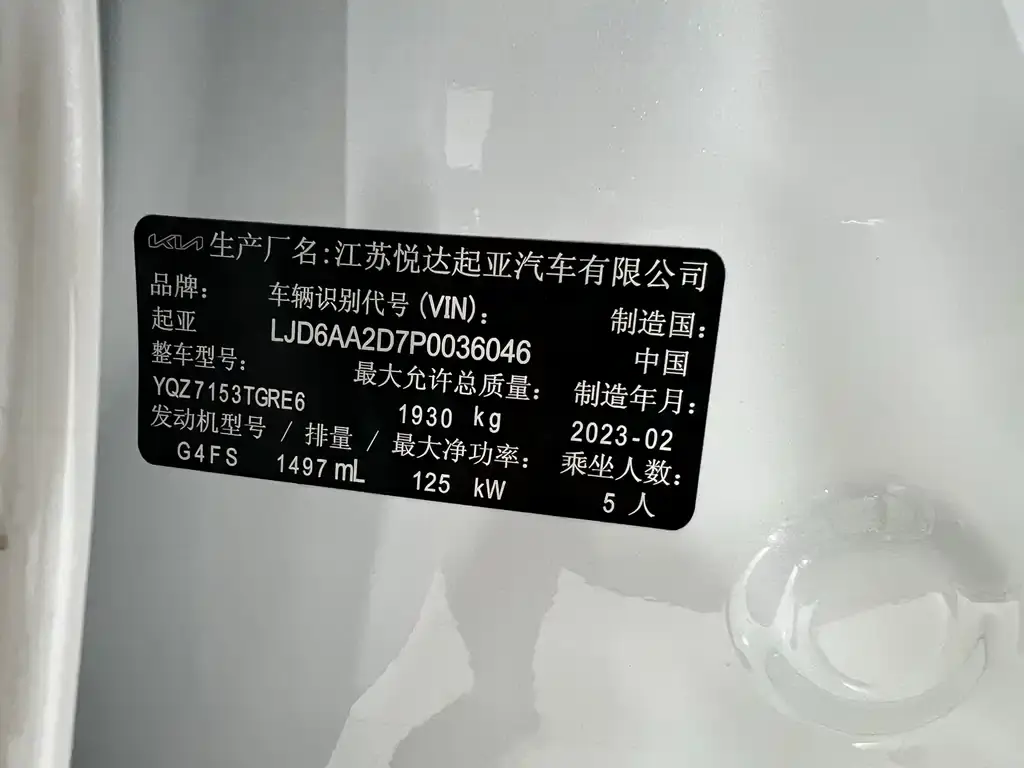 KIA 生产厂名:江苏悦达起亚汽车有限公司
品牌: 车辆识别代号(VIN): 制造国:
起亚 LJD6AA2D7P0036046 中国
整车型号: 最大允许总质量: 制造年月:
YQZ7153TGRE6 1930 kg 2023-02
发动机型号 / 排量 / 最大净功率: 乘坐人数:
G4FS 1497 mL 125 kW 5 人